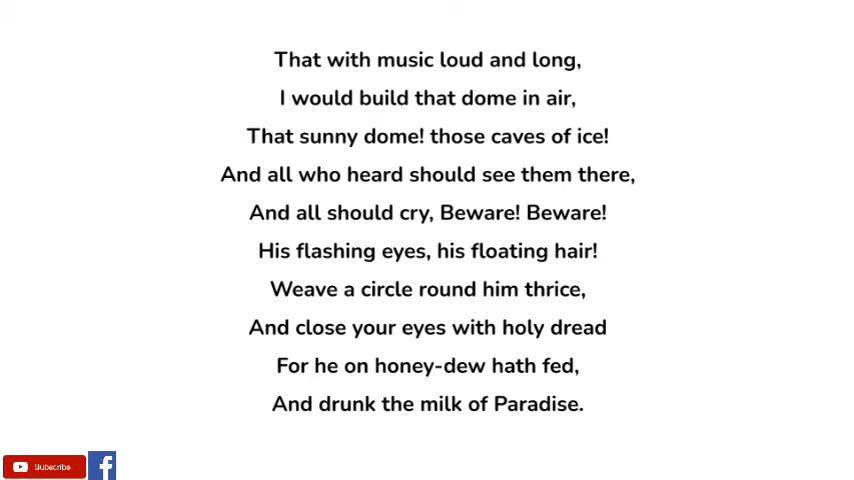 That with music loud and long,
I would build that dome in air,
That sunny dome! those caves of ice!
And all who heard should see them there,
And all should cry, Beware! Beware!
His flashing eyes, his floating hair!
Weave a circle round him thrice,
And close your eyes with holy dread
For he on honey-dew hath fed,
And drunk the milk of Paradise.
Subscribe f